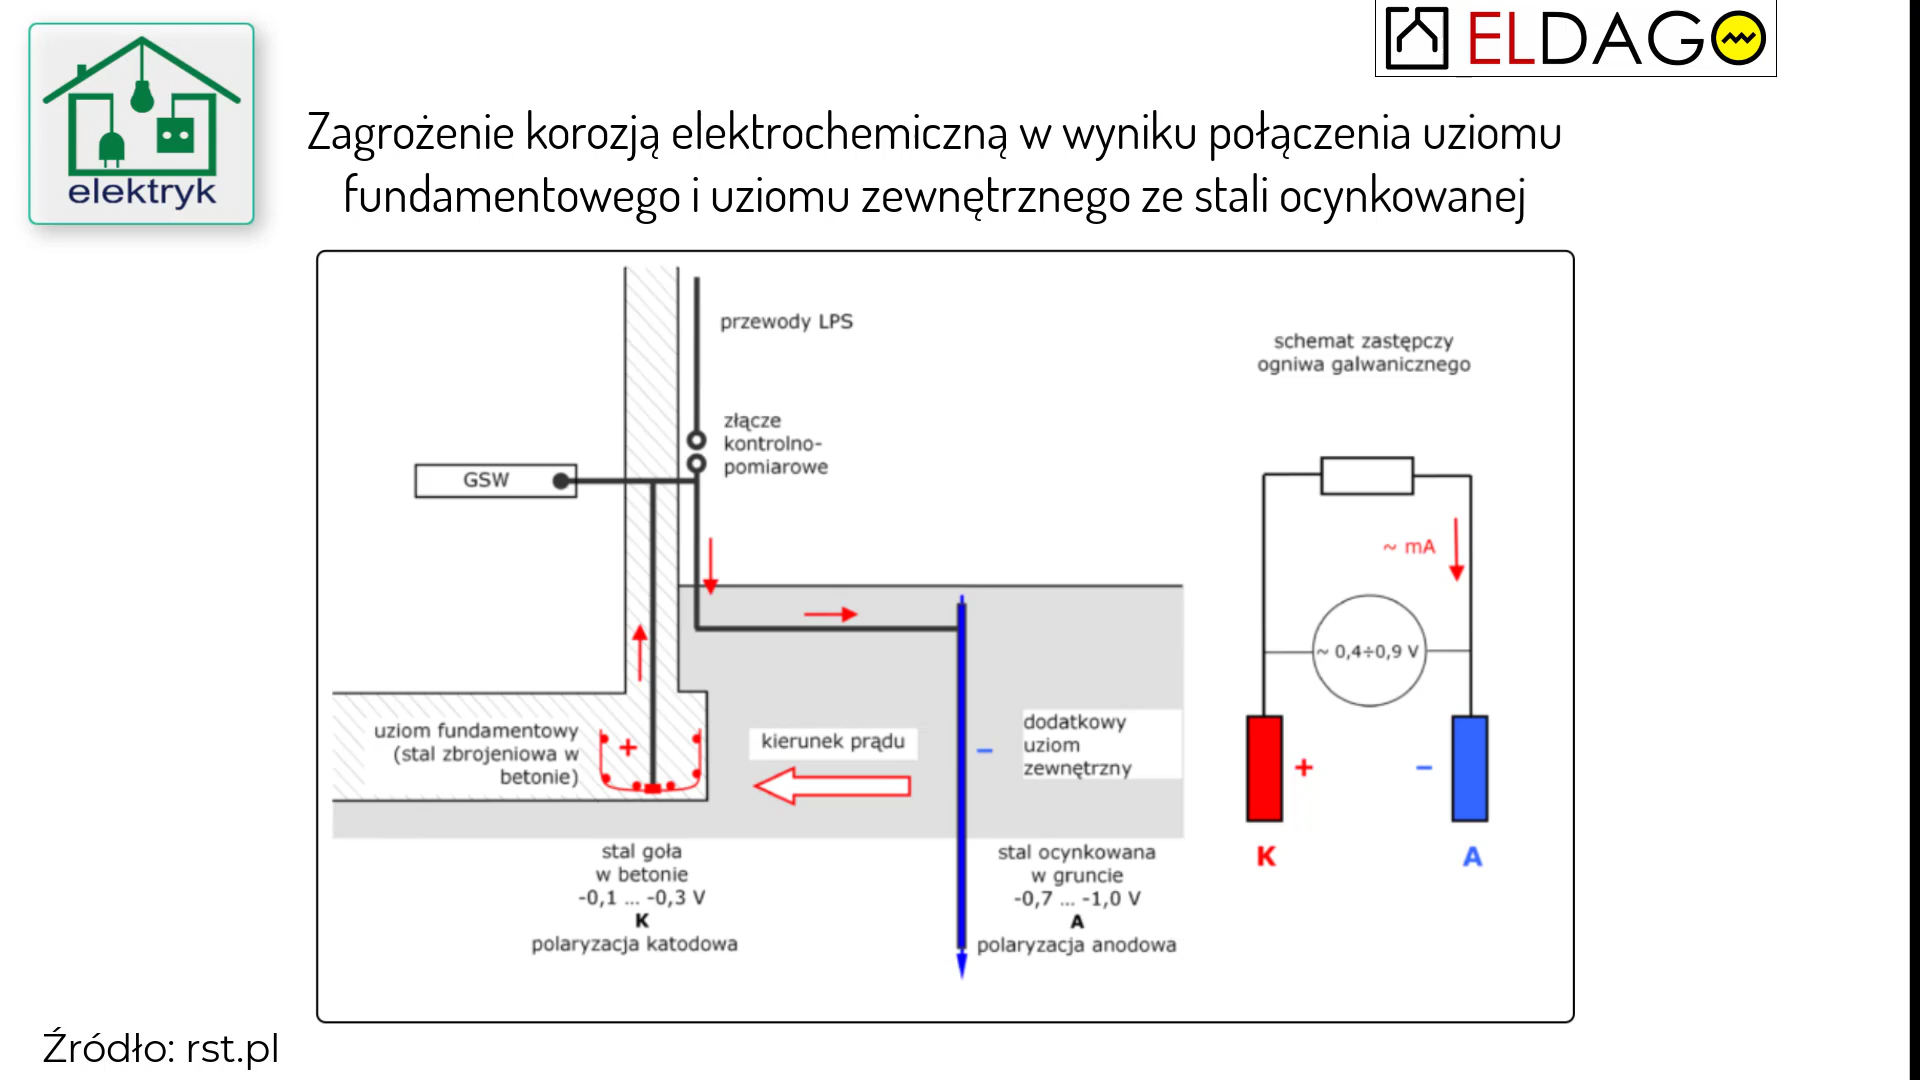 elektryk
ELDAGO
Zagrożenie korozją elektrochemiczną w wyniku połączenia uziomu
fundamentowego i uziomu zewnętrznego ze stali ocynkowanej
przewody LPS
złącze
kontrolno-
pomiarowe
GSW
uziom fundamentowy
(stal zbrojeniowa w
betonie)
+
kierunek prądu
–
dodatkowy
uziom
zewnętrzny
stal goła
w betonie
-0,1 ... -0,3 V
K
polaryzacja katodowa
stal ocynkowana
w gruncie
-0,7 ... -1,0 V
A
polaryzacja anodowa
schemat zastępczy
ogniwa galwanicznego
~ mA
~ 0,4÷0,9 V
+
–
K
A
Źródło: rst.pl